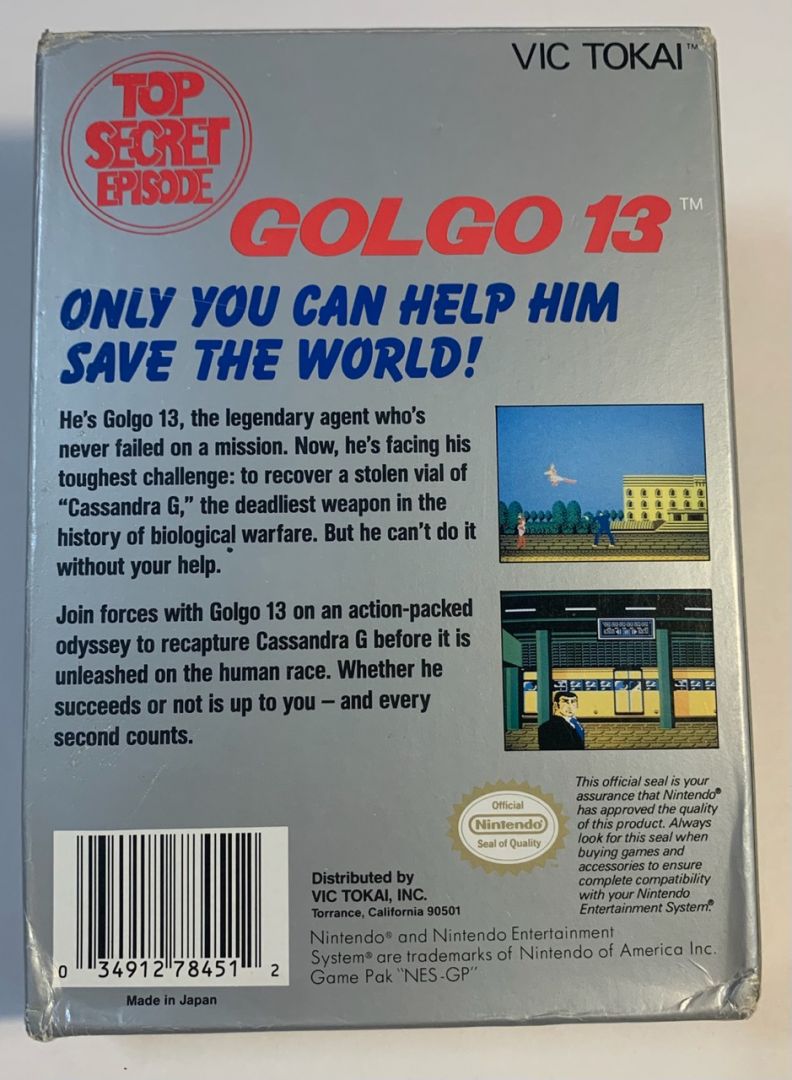 VIC TOKAI™
TOP
SECRET
EPISODE
GOLGO 13™
ONLY YOU CAN HELP HIM
SAVE THE WORLD!
He's Golgo 13, the legendary agent who's
never failed on a mission. Now, he's facing his
toughest challenge: to recover a stolen vial of
“Cassandra G,” the deadliest weapon in the
history of biological warfare. But he can't do it
without your help.
Join forces with Golgo 13 on an action-packed
odyssey to recapture Cassandra G before it is
unleashed on the human race. Whether he
succeeds or not is up to you – and every
second counts.
Official
Nintendo®
Seal of Quality
™
This official seal is your
assurance that Nintendo®
has approved the quality
of this product. Always
look for this seal when
buying games and
accessories to ensure
complete compatibility
with your Nintendo
Entertainment System®.
Distributed by
VIC TOKAI, INC.
Torrance, California 90501
Nintendo® and Nintendo Entertainment
System® are trademarks of Nintendo of America Inc.
Game Pak “NES-GP”
0 34912 78451 2
Made in Japan